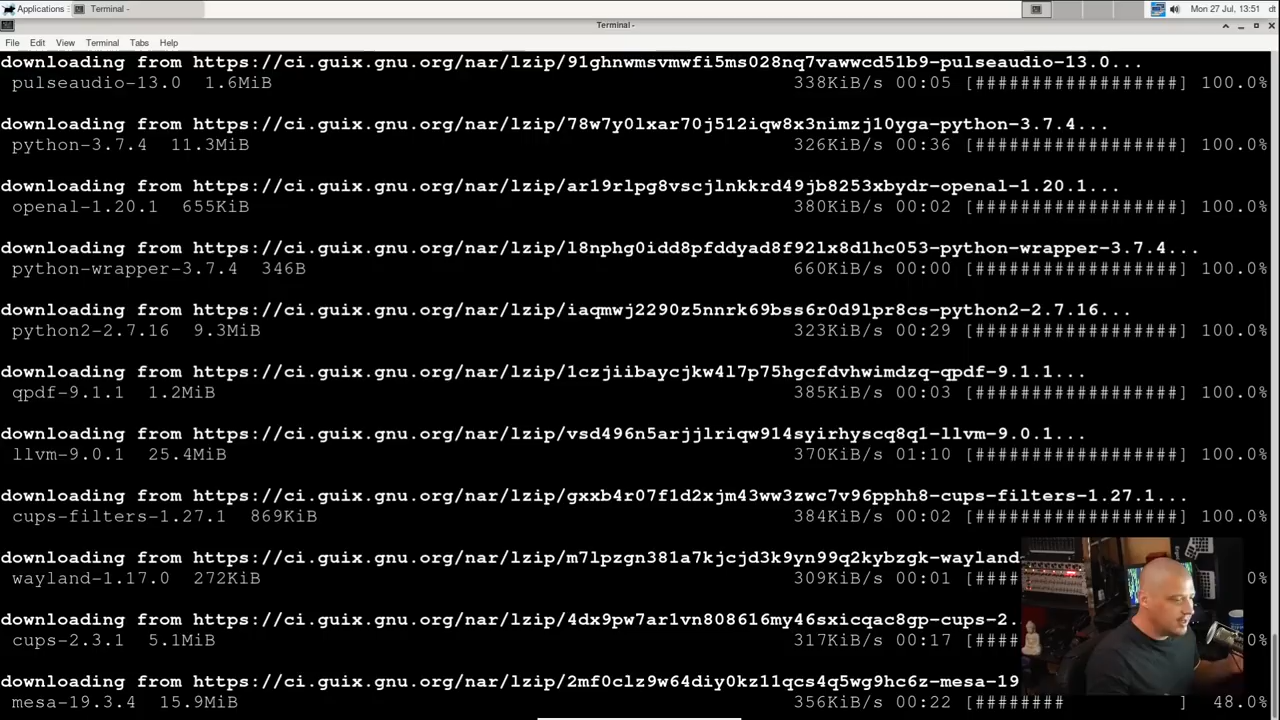 Applications
Terminal -
Mon 27 Jul, 13:51
dt
Terminal -
File Edit View Terminal Tabs Help
downloading from https://ci.guix.gnu.org/nar/lzip/91ghnwmsvmwfi5ms028nq7vawwcd51b9-pulseaudio-13.0...
pulseaudio-13.0 1.6MiB 338KiB/s 00:05 [##################] 100.0%
downloading from https://ci.guix.gnu.org/nar/lzip/78w7y0lxar70j512iqw8x3nimzj10yga-python-3.7.4...
python-3.7.4 11.3MiB 326KiB/s 00:36 [##################] 100.0%
downloading from https://ci.guix.gnu.org/nar/lzip/ar19rlpg8vscjlnkkrd49jb8253xbydr-openal-1.20.1...
openal-1.20.1 655KiB 380KiB/s 00:02 [##################] 100.0%
downloading from https://ci.guix.gnu.org/nar/lzip/l8nphg0idd8pfddyad8f92lx8d1hc053-python-wrapper-3.7.4...
python-wrapper-3.7.4 346B 660KiB/s 00:00 [##################] 100.0%
downloading from https://ci.guix.gnu.org/nar/lzip/iaqmwj2290z5nnrk69bss6r0d9lpr8cs-python2-2.7.16...
python2-2.7.16 9.3MiB 323KiB/s 00:29 [##################] 100.0%
downloading from https://ci.guix.gnu.org/nar/lzip/1czjiibaycjkw4l7p75hgcfdvhwimdzq-qpdf-9.1.1...
qpdf-9.1.1 1.2MiB 385KiB/s 00:03 [##################] 100.0%
downloading from https://ci.guix.gnu.org/nar/lzip/vsd496n5arjjlriqw914syirhyscq8q1-llvm-9.0.1...
llvm-9.0.1 25.4MiB 370KiB/s 01:10 [##################] 100.0%
downloading from https://ci.guix.gnu.org/nar/lzip/gxxb4r07f1d2xjm43ww3zwc7v96pphh8-cups-filters-1.27.1...
cups-filters-1.27.1 869KiB 384KiB/s 00:02 [##################] 100.0%
downloading from https://ci.guix.gnu.org/nar/lzip/m7lpzgn381a7kjcjd3k9yn99q2kybzgk-wayland-
wayland-1.17.0 272KiB 309KiB/s 00:01 [#### 0%
downloading from https://ci.guix.gnu.org/nar/lzip/4dx9pw7ar1vn808616my46sxicqac8gp-cups-2.
cups-2.3.1 5.1MiB 317KiB/s 00:17 [#### 0%
downloading from https://ci.guix.gnu.org/nar/lzip/2mf0clz9w64diy0kz11qcs4q5wg9hc6z-mesa-19
mesa-19.3.4 15.9MiB 356KiB/s 00:22 [######## ] 48.0%